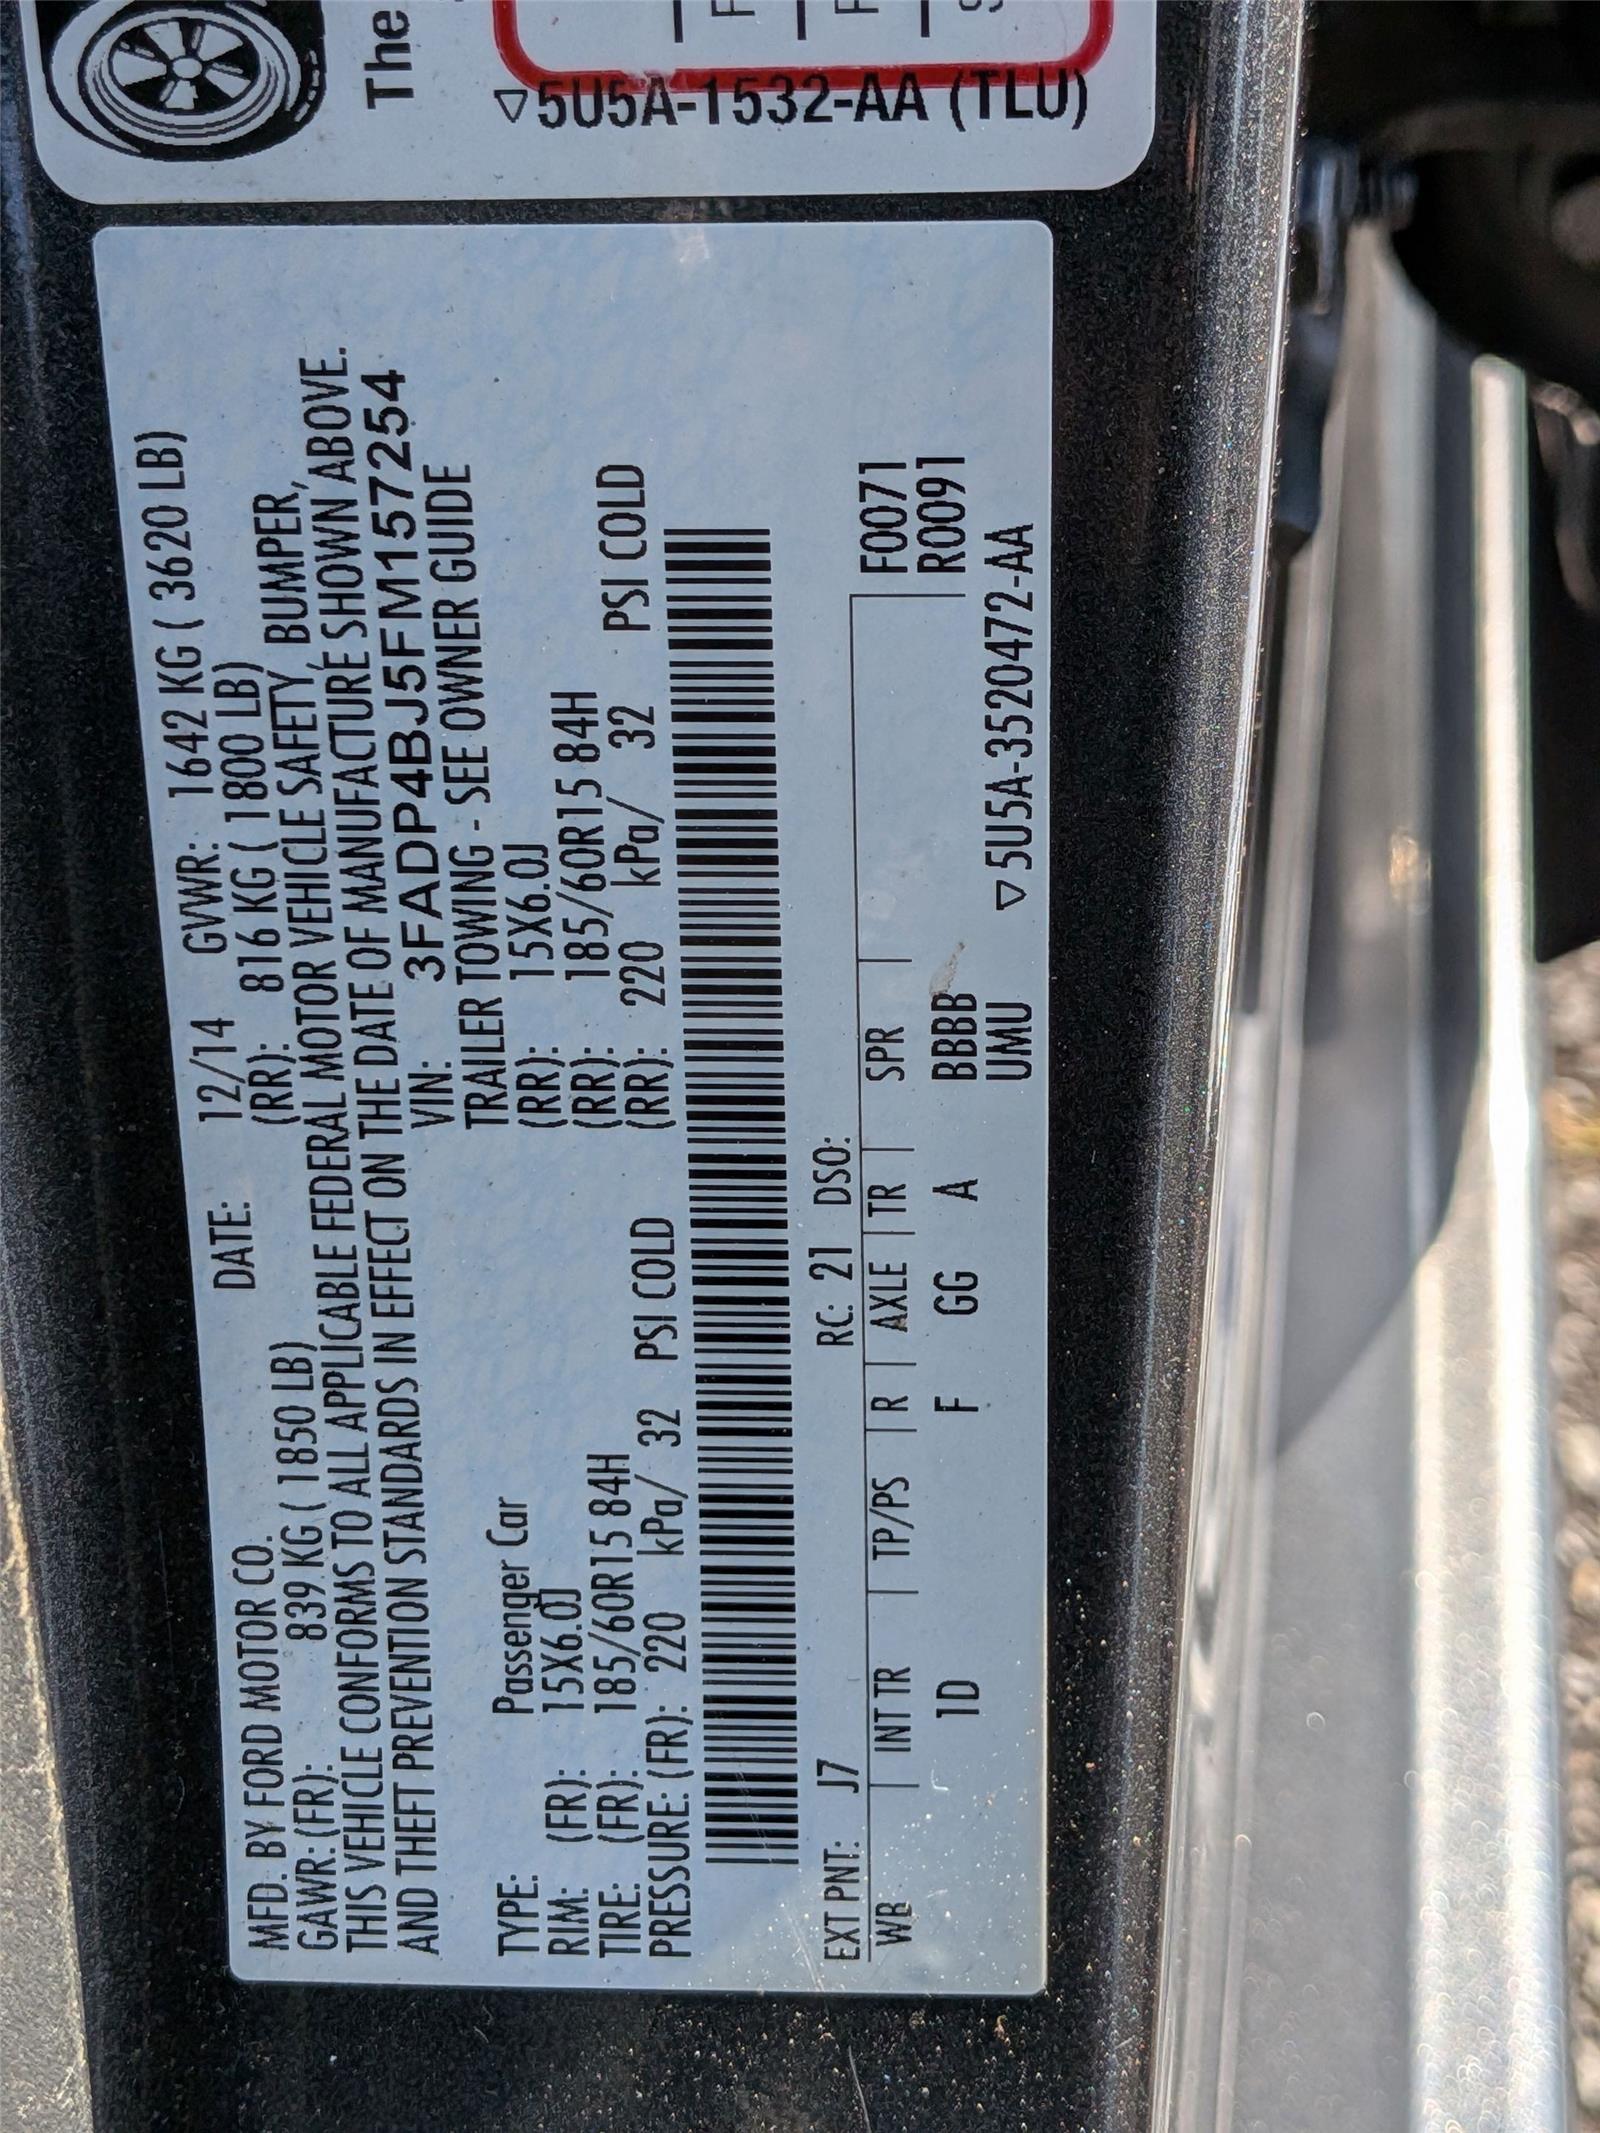 The
5U5A-1532-AA (TLU)
MFD. BY FORD MOTOR CO. DATE: 12/14 GVWR: 1642 KG ( 3620 LB)
GAWR: (FR): 839 KG ( 1850 LB) (RR): 816 KG ( 1800 LB)
THIS VEHICLE CONFORMS TO ALL APPLICABLE FEDERAL MOTOR VEHICLE SAFETY, BUMPER,
AND THEFT PREVENTION STANDARDS IN EFFECT ON THE DATE OF MANUFACTURE SHOWN ABOVE.
VIN: 3FADP4BJ5FM157254
TYPE: Passenger Car TRAILER TOWING - SEE OWNER GUIDE
RIM: (FR): 15X6.0J (RR): 15X6.0J
TIRE: (FR): 185/60R15 84H (RR): 185/60R15 84H
PRESSURE: (FR): 220 kPa/ 32 PSI COLD (RR): 220 kPa/ 32 PSI COLD
EXT PNT: J7 RC: 21 DSO:
WB | INT TR | TP/PS | R | AXLE | TR | SPR | F0071
1D F GG A BBBB R0091
UMU 5U5A-3520472-AA